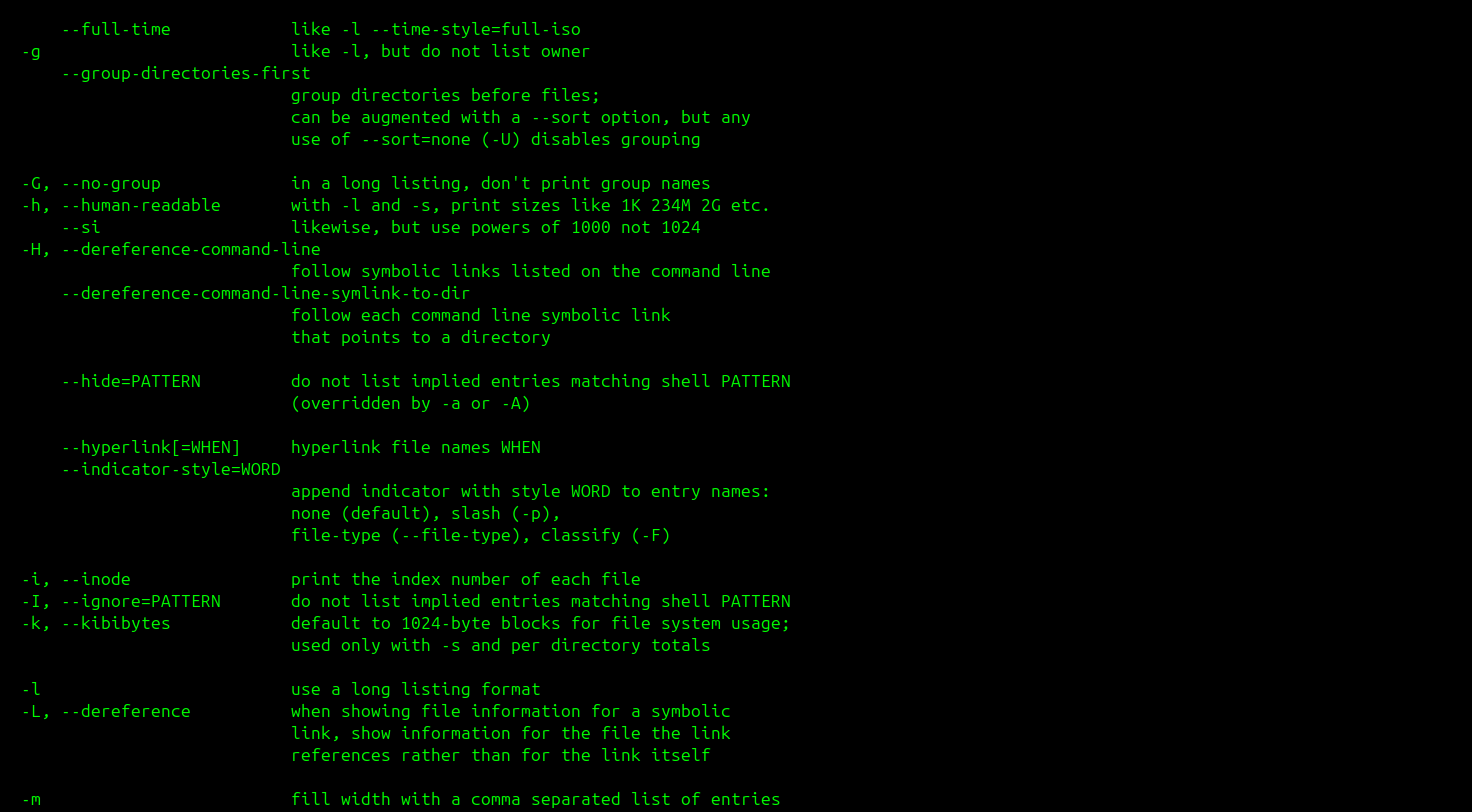 --full-time            like -l --time-style=full-iso
-g                         like -l, but do not list owner
    --group-directories-first
                           group directories before files;
                           can be augmented with a --sort option, but any
                           use of --sort=none (-U) disables grouping

-G, --no-group             in a long listing, don't print group names
-h, --human-readable       with -l and -s, print sizes like 1K 234M 2G etc.
    --si                   likewise, but use powers of 1000 not 1024
-H, --dereference-command-line
                           follow symbolic links listed on the command line
    --dereference-command-line-symlink-to-dir
                           follow each command line symbolic link
                           that points to a directory

    --hide=PATTERN         do not list implied entries matching shell PATTERN
                           (overridden by -a or -A)

    --hyperlink[=WHEN]     hyperlink file names WHEN
    --indicator-style=WORD
                           append indicator with style WORD to entry names:
                           none (default), slash (-p),
                           file-type (--file-type), classify (-F)

-i, --inode                print the index number of each file
-I, --ignore=PATTERN       do not list implied entries matching shell PATTERN
-k, --kibibytes            default to 1024-byte blocks for file system usage;
                           used only with -s and per directory totals

-l                         use a long listing format
-L, --dereference          when showing file information for a symbolic
                           link, show information for the file the link
                           references rather than for the link itself

-m                         fill width with a comma separated list of entries